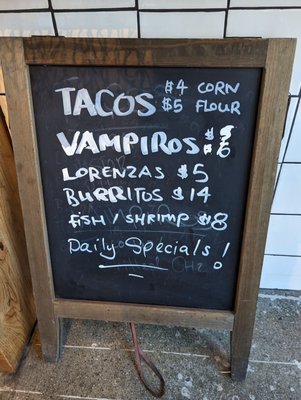 TACOS $4 CORN
$5 FLOUR
VAMPIROS $6
LORENZAS $5
BURRITOS $14
FISH/SHRIMP $8
Daily Specials!